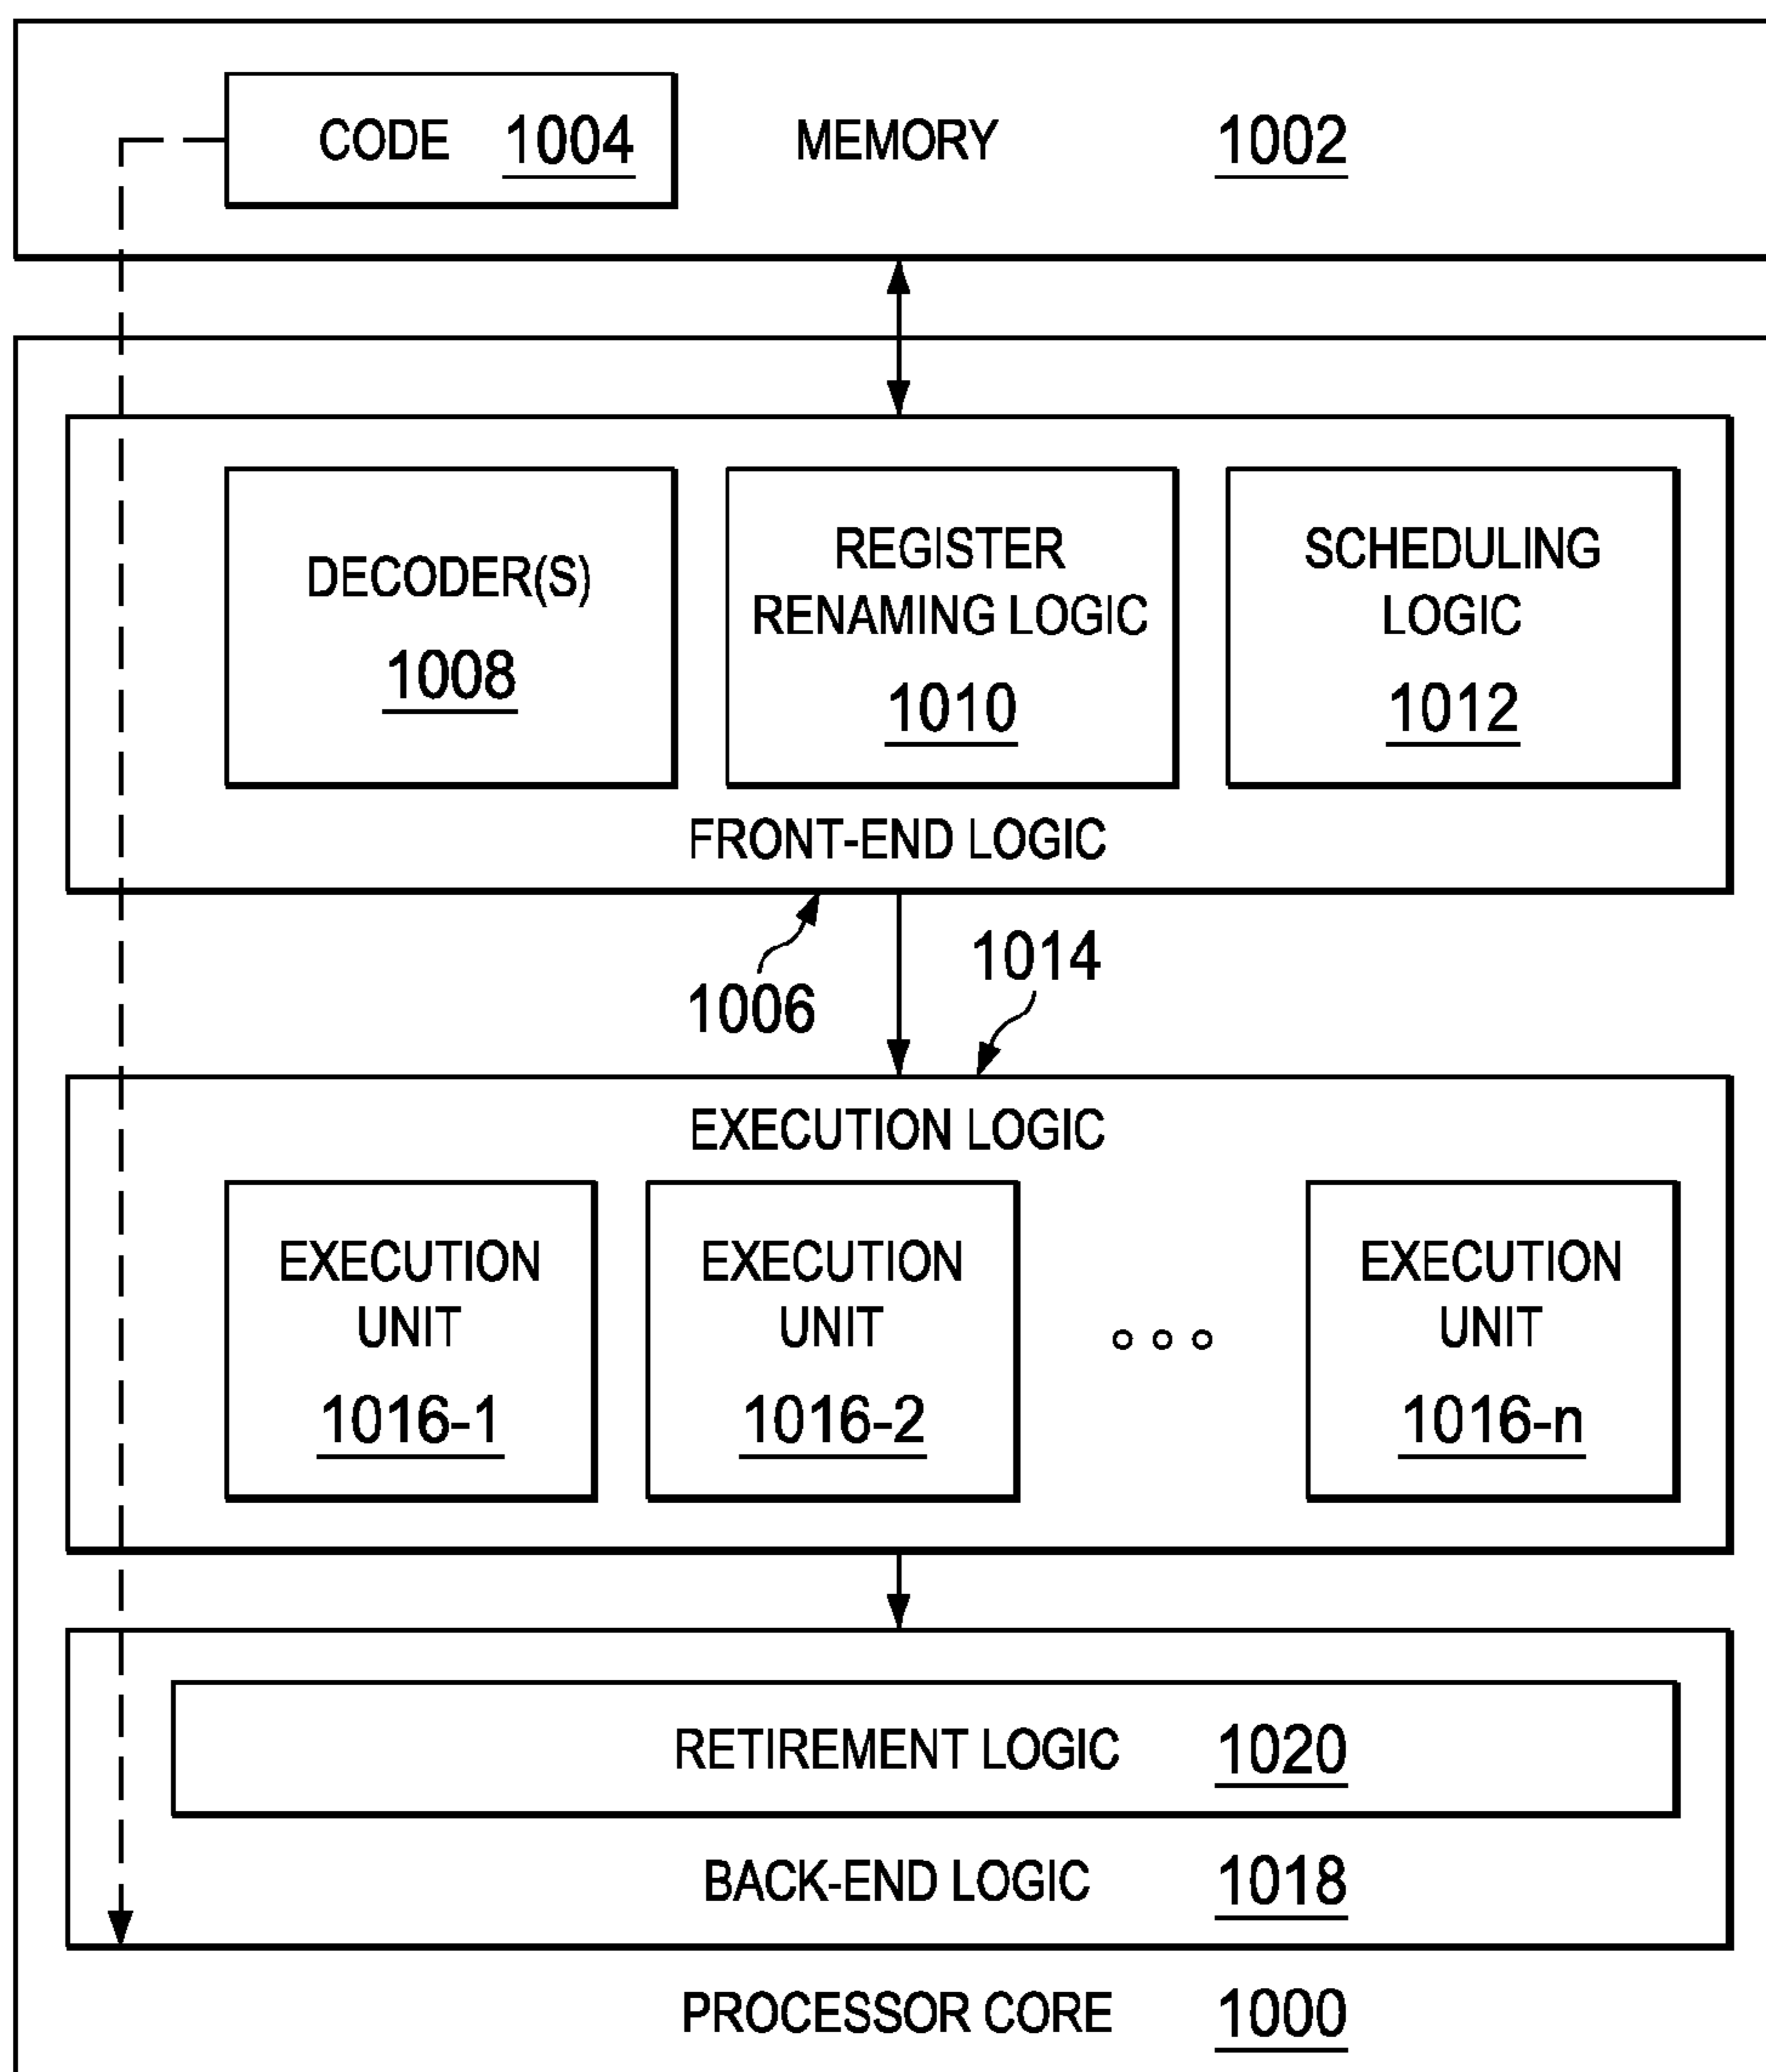 CODE 1004 MEMORY 1002
DECODER(S)
1008
REGISTER
RENAMING LOGIC
1010
SCHEDULING
LOGIC
1012
FRONT-END LOGIC
1006
1014
EXECUTION LOGIC
EXECUTION
UNIT
1016-1
EXECUTION
UNIT
1016-2
EXECUTION
UNIT
1016-n
RETIREMENT LOGIC 1020
BACK-END LOGIC 1018
PROCESSOR CORE 1000